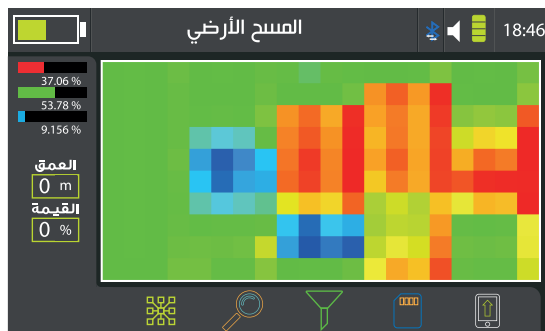 المسح الأرضي
18:46
37.06 %
53.78 %
9.156 %
العمق
0 m
القيمة
0 %